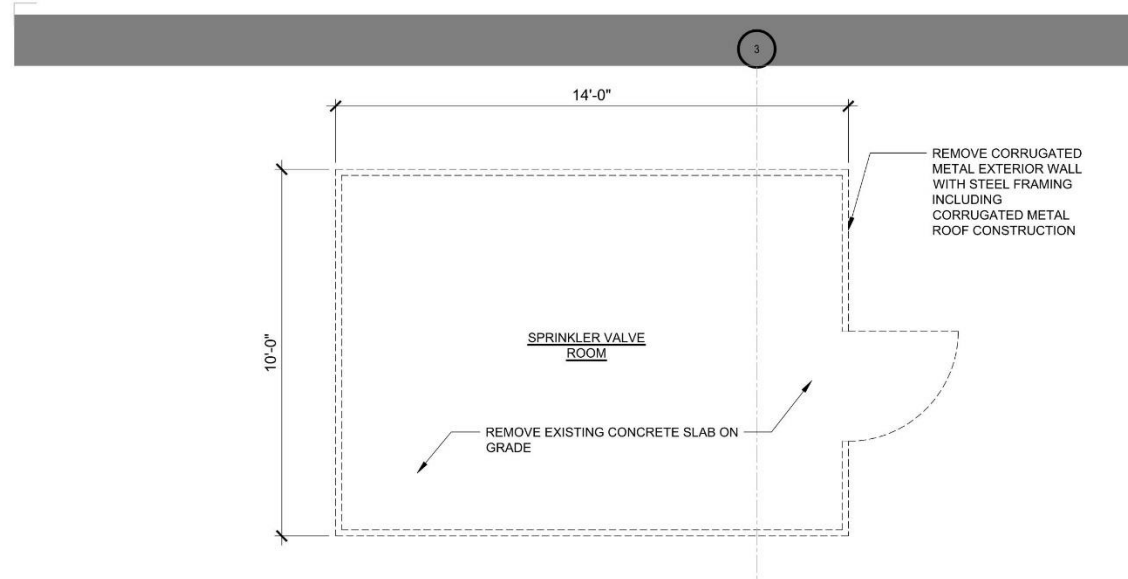 3
14'-0"
REMOVE CORRUGATED
METAL EXTERIOR WALL
WITH STEEL FRAMING
INCLUDING
CORRUGATED METAL
ROOF CONSTRUCTION
10'-0"
SPRINKLER VALVE
ROOM
REMOVE EXISTING CONCRETE SLAB ON
GRADE